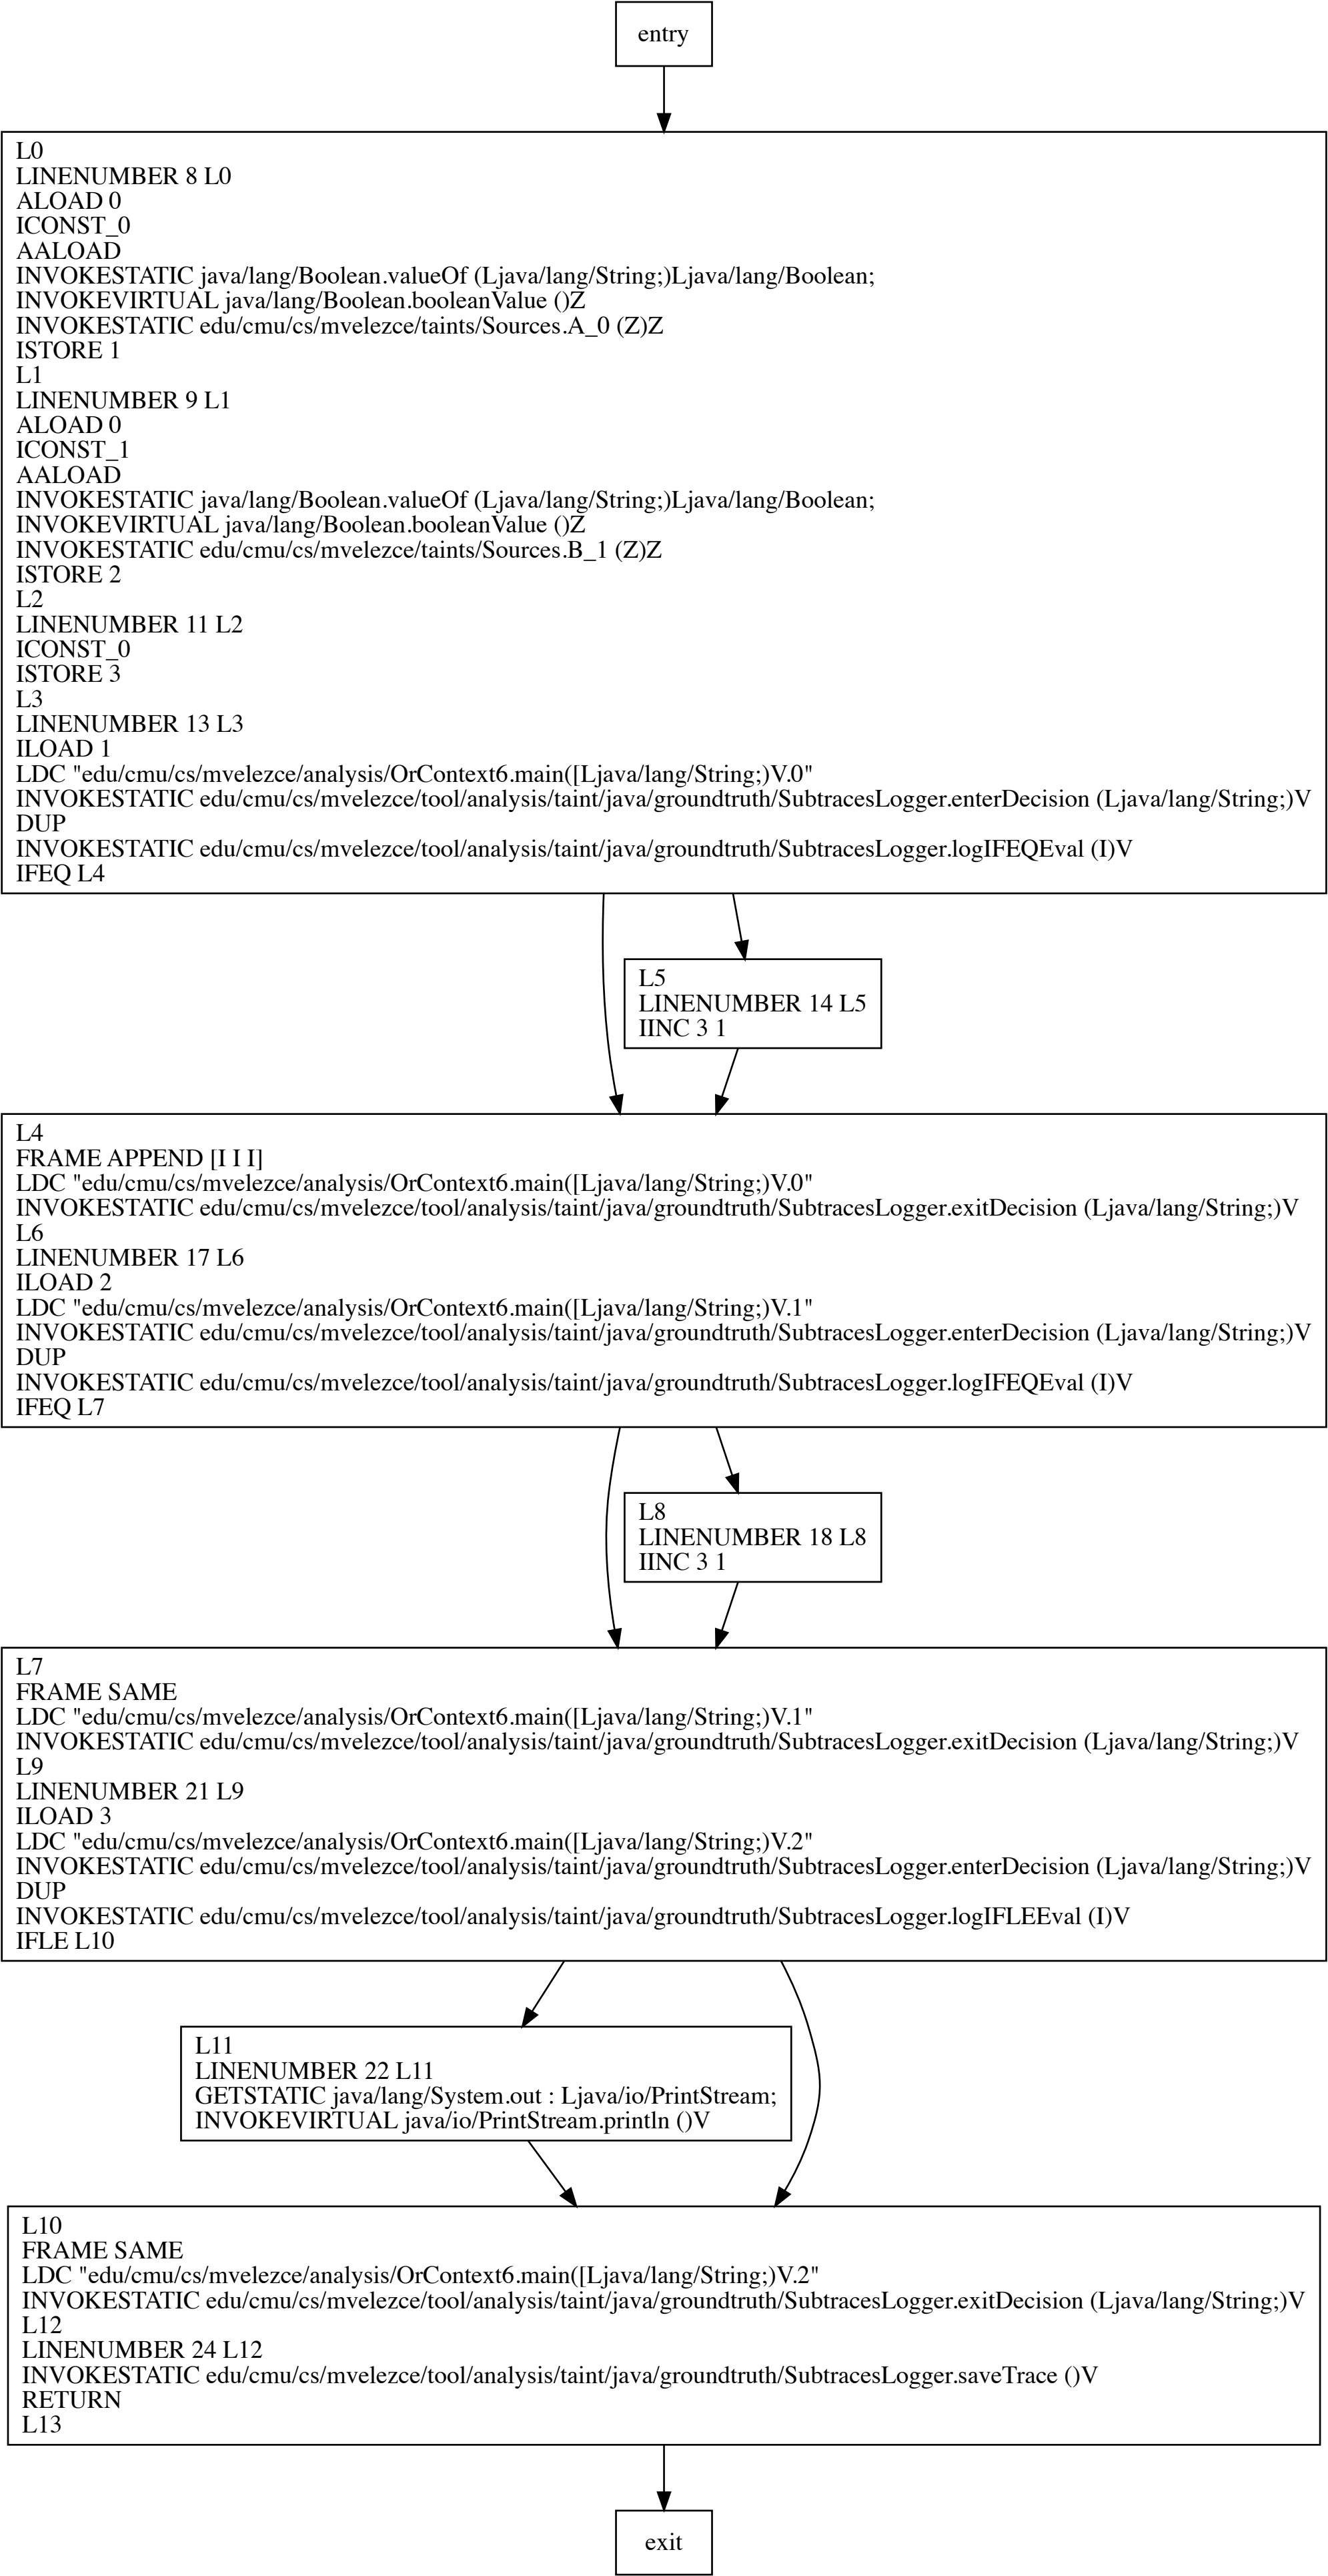 entry
L0
LINENUMBER 8 L0
ALOAD 0
ICONST_0
AALOAD
INVOKESTATIC java/lang/Boolean.valueOf (Ljava/lang/String;)Ljava/lang/Boolean;
INVOKEVIRTUAL java/lang/Boolean.booleanValue ()Z
INVOKESTATIC edu/cmu/cs/mvelezce/taints/Sources.A_0 (Z)Z
ISTORE 1
L1
LINENUMBER 9 L1
ALOAD 0
ICONST_1
AALOAD
INVOKESTATIC java/lang/Boolean.valueOf (Ljava/lang/String;)Ljava/lang/Boolean;
INVOKEVIRTUAL java/lang/Boolean.booleanValue ()Z
INVOKESTATIC edu/cmu/cs/mvelezce/taints/Sources.B_1 (Z)Z
ISTORE 2
L2
LINENUMBER 11 L2
ICONST_0
ISTORE 3
L3
LINENUMBER 13 L3
ILOAD 1
LDC "edu/cmu/cs/mvelezce/analysis/OrContext6.main([Ljava/lang/String;)V.0"
INVOKESTATIC edu/cmu/cs/mvelezce/tool/analysis/taint/java/groundtruth/SubtracesLogger.enterDecision (Ljava/lang/String;)V
DUP
INVOKESTATIC edu/cmu/cs/mvelezce/tool/analysis/taint/java/groundtruth/SubtracesLogger.logIFEQEval (I)V
IFEQ L4
L5
LINENUMBER 14 L5
IINC 3 1
L4
FRAME APPEND [I I I]
LDC "edu/cmu/cs/mvelezce/analysis/OrContext6.main([Ljava/lang/String;)V.0"
INVOKESTATIC edu/cmu/cs/mvelezce/tool/analysis/taint/java/groundtruth/SubtracesLogger.exitDecision (Ljava/lang/String;)V
L6
LINENUMBER 17 L6
ILOAD 2
LDC "edu/cmu/cs/mvelezce/analysis/OrContext6.main([Ljava/lang/String;)V.1"
INVOKESTATIC edu/cmu/cs/mvelezce/tool/analysis/taint/java/groundtruth/SubtracesLogger.enterDecision (Ljava/lang/String;)V
DUP
INVOKESTATIC edu/cmu/cs/mvelezce/tool/analysis/taint/java/groundtruth/SubtracesLogger.logIFEQEval (I)V
IFEQ L7
L8
LINENUMBER 18 L8
IINC 3 1
L7
FRAME SAME
LDC "edu/cmu/cs/mvelezce/analysis/OrContext6.main([Ljava/lang/String;)V.1"
INVOKESTATIC edu/cmu/cs/mvelezce/tool/analysis/taint/java/groundtruth/SubtracesLogger.exitDecision (Ljava/lang/String;)V
L9
LINENUMBER 21 L9
ILOAD 3
LDC "edu/cmu/cs/mvelezce/analysis/OrContext6.main([Ljava/lang/String;)V.2"
INVOKESTATIC edu/cmu/cs/mvelezce/tool/analysis/taint/java/groundtruth/SubtracesLogger.enterDecision (Ljava/lang/String;)V
DUP
INVOKESTATIC edu/cmu/cs/mvelezce/tool/analysis/taint/java/groundtruth/SubtracesLogger.logIFLEEval (I)V
IFLE L10
L11
LINENUMBER 22 L11
GETSTATIC java/lang/System.out : Ljava/io/PrintStream;
INVOKEVIRTUAL java/io/PrintStream.println ()V
L10
FRAME SAME
LDC "edu/cmu/cs/mvelezce/analysis/OrContext6.main([Ljava/lang/String;)V.2"
INVOKESTATIC edu/cmu/cs/mvelezce/tool/analysis/taint/java/groundtruth/SubtracesLogger.exitDecision (Ljava/lang/String;)V
L12
LINENUMBER 24 L12
INVOKESTATIC edu/cmu/cs/mvelezce/tool/analysis/taint/java/groundtruth/SubtracesLogger.saveTrace ()V
RETURN
L13
exit